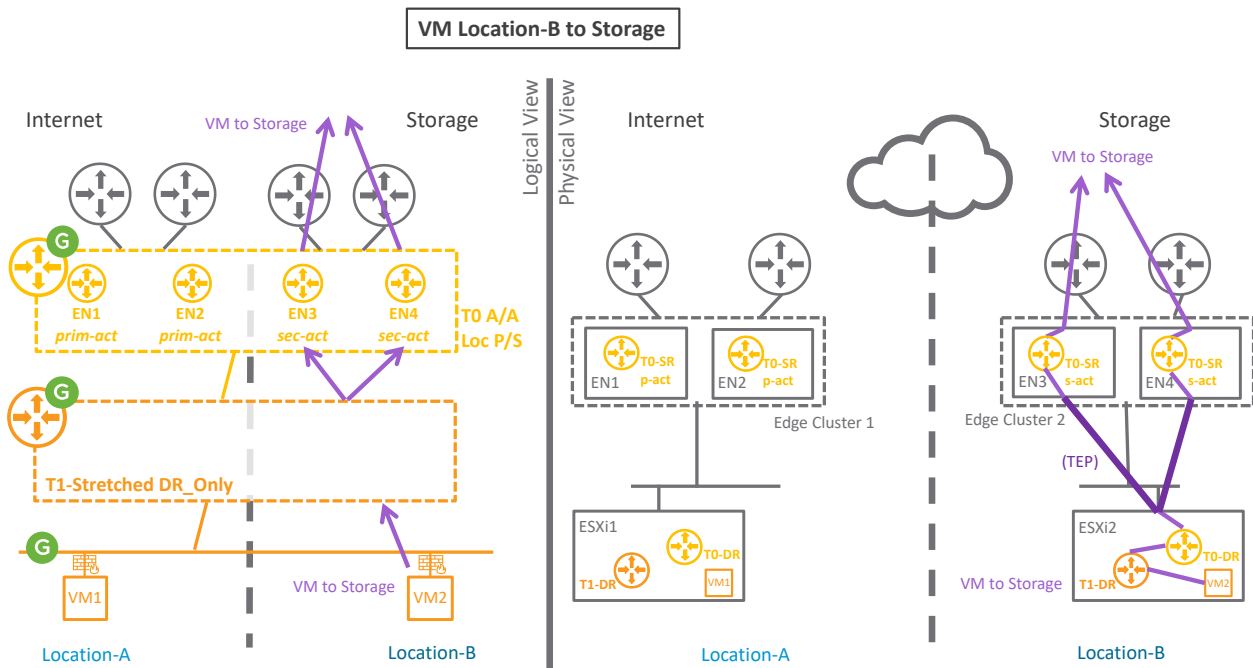 VM Location-B to Storage
Logical View
Physical View
Internet
VM to Storage
Storage
G
EN1
prim-act
EN2
prim-act
EN3
sec-act
EN4
sec-act
T0 A/A
Loc P/S
G
T1-Stretched DR_Only
G
VM1
VM2
VM to Storage
Location-A
Location-B
Internet
Storage
VM to Storage
T0-SR
p-act
EN1
T0-SR
p-act
EN2
Edge Cluster 1
T0-SR
s-act
EN3
T0-SR
s-act
EN4
Edge Cluster 2
(TEP)
ESXi1
T0-DR
T1-DR
VM1
ESXi2
T0-DR
VM to Storage
T1-DR
VM2
Location-A
Location-B